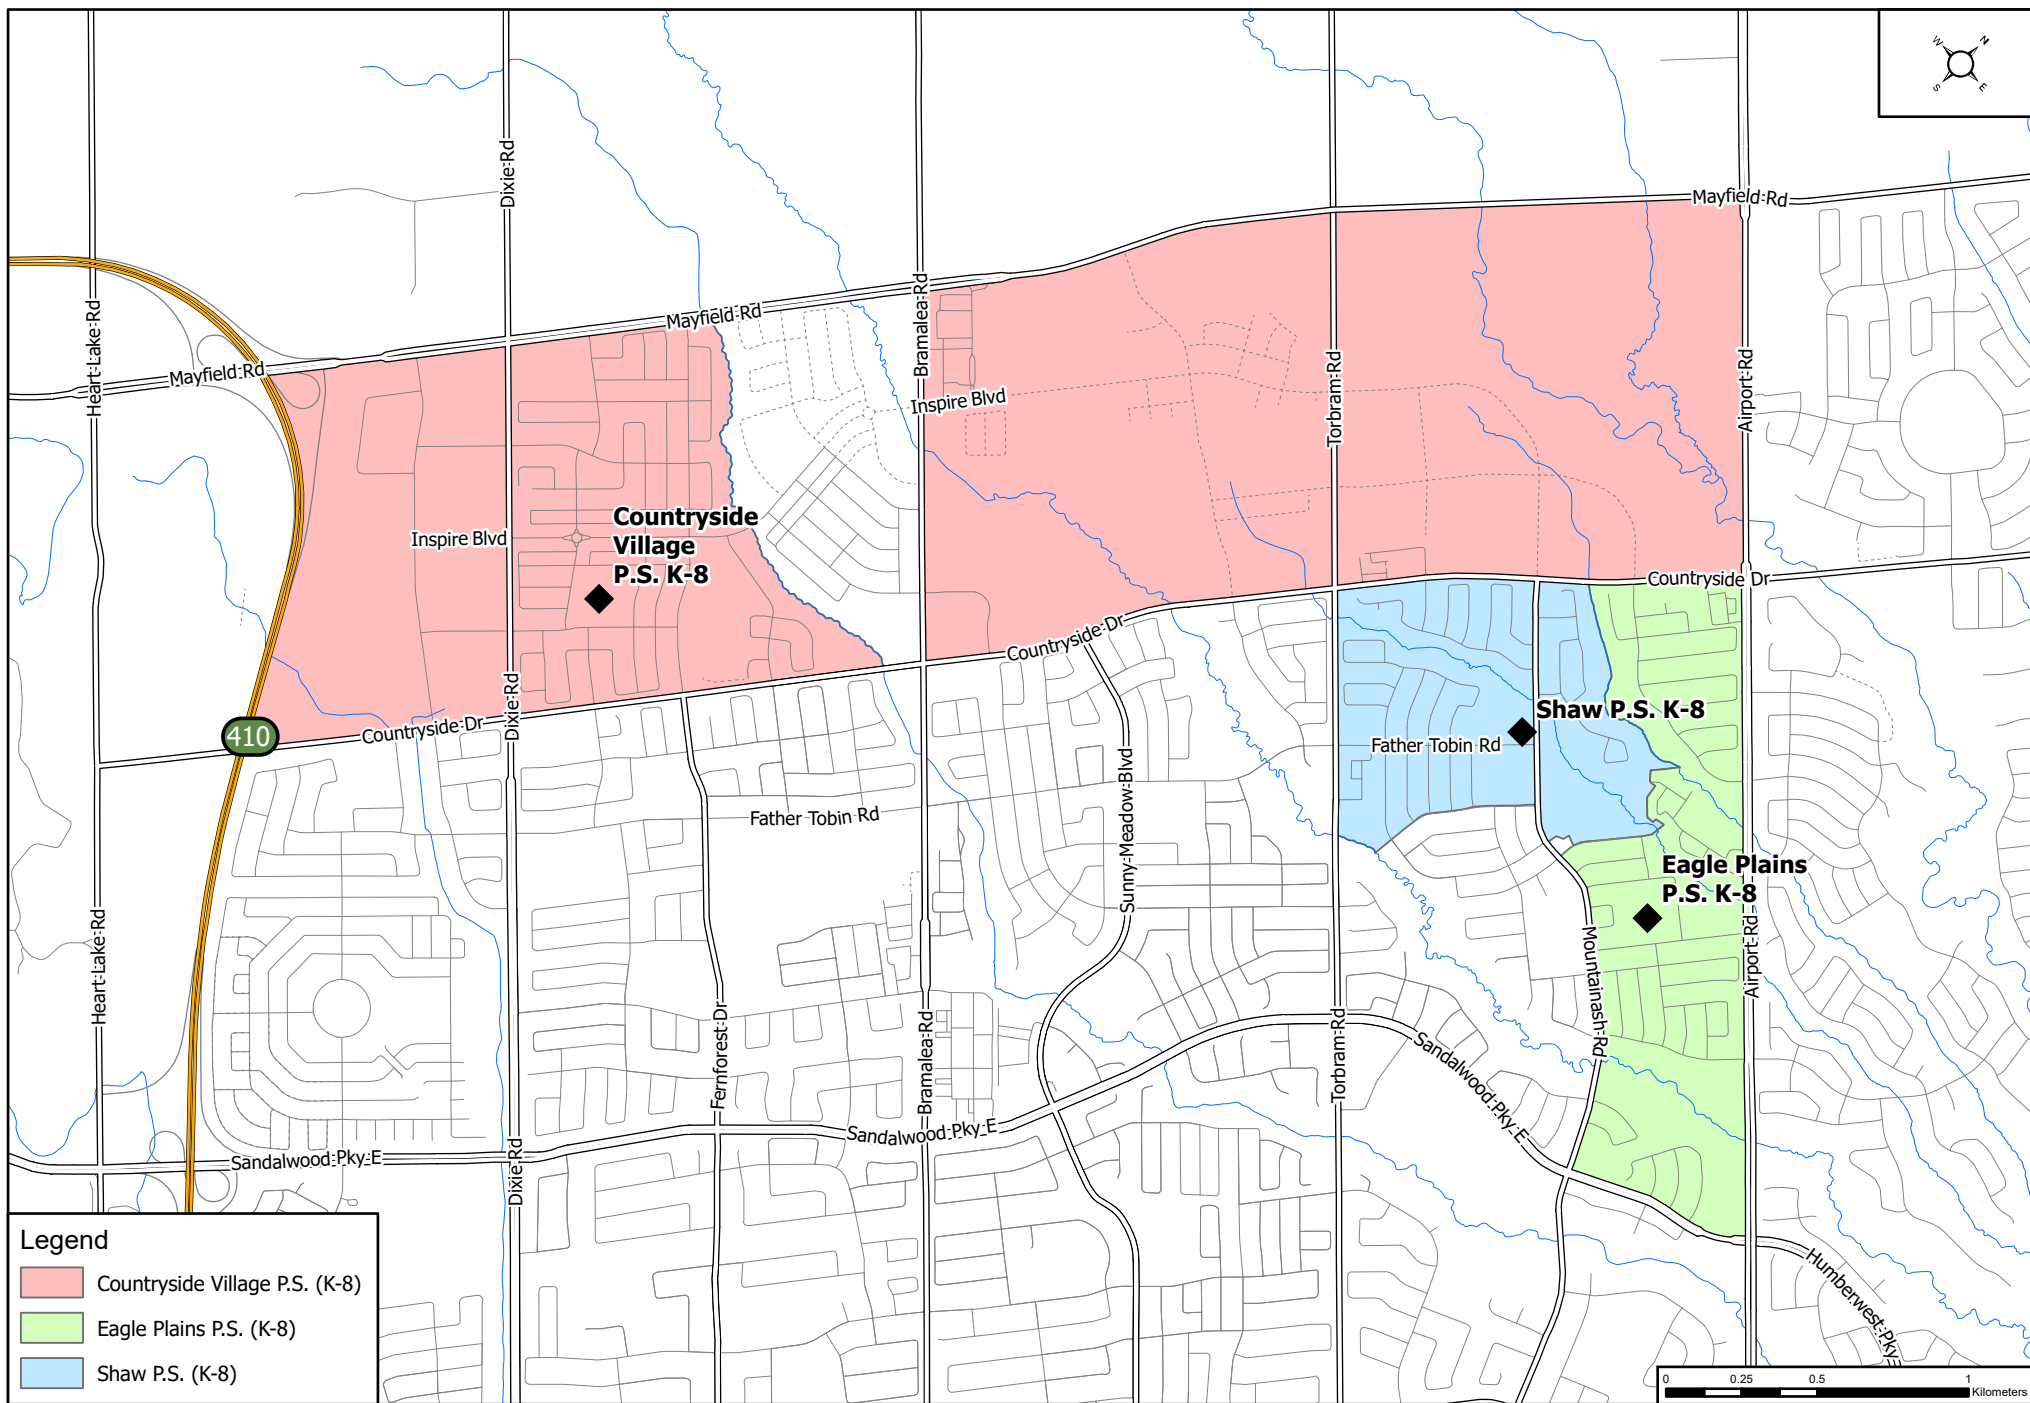 W
N
S
E
Dixie Rd
Mayfield Rd
Heart Lake Rd
Mayfield Rd
Mayfield Rd
Bramalea Rd
Torbram Rd
Airport Rd
Inspire Blvd
Inspire Blvd
Countryside
Village
P.S. K-8
Countryside Dr
Countryside Dr
Countryside Dr
410
Dixie Rd
Shaw P.S. K-8
Father Tobin Rd
Father Tobin Rd
Sunny Meadow Blvd
Eagle Plains
P.S. K-8
Heart Lake Rd
Airport Rd
Mountainash Rd
Fernforest Dr
Bramalea Rd
Torbram Rd
Sandalwood Pky E
Sandalwood Pky E
Sandalwood Pky E
Dixie Rd
Humberwest Pky
Legend
Countryside Village P.S. (K-8)
Eagle Plains P.S. (K-8)
Shaw P.S. (K-8)
0 0.25 0.5 1
Kilometers